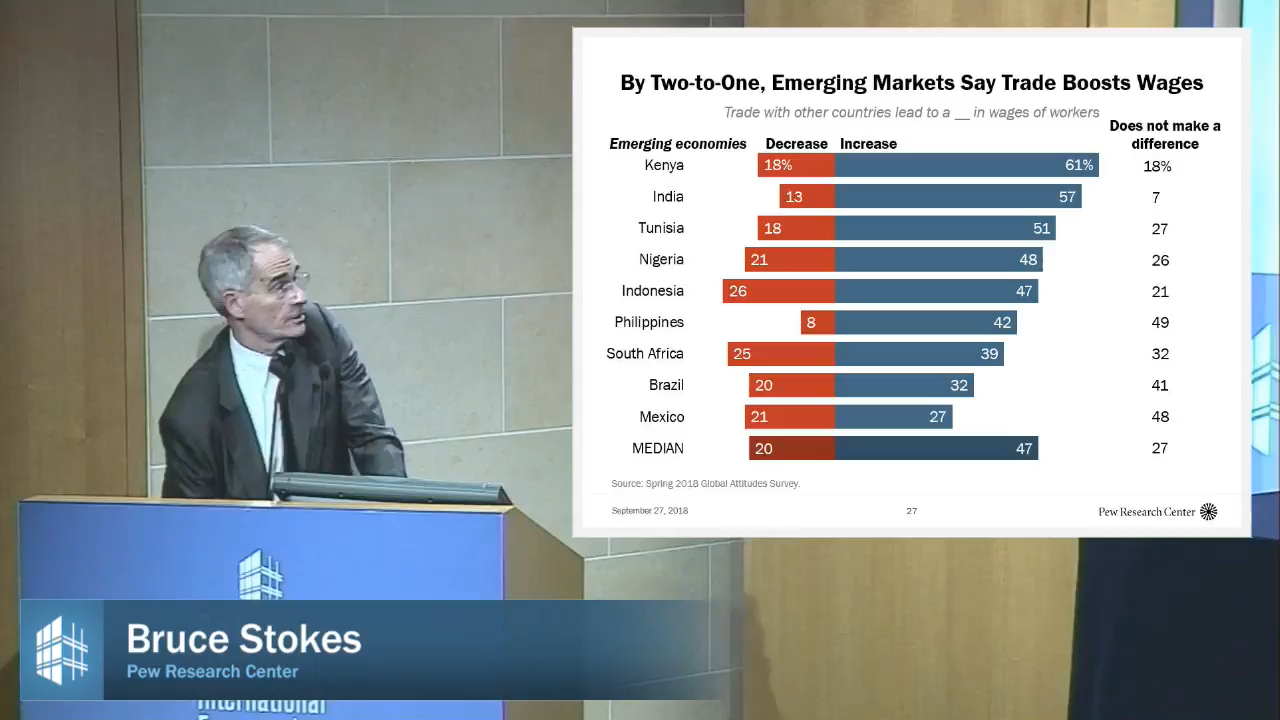 By Two-to-One, Emerging Markets Say Trade Boosts Wages
Trade with other countries lead to a __ in wages of workers
Does not make a
difference
Emerging economies Decrease Increase
Kenya 18% 61% 18%
India 13 57 7
Tunisia 18 51 27
Nigeria 21 48 26
Indonesia 26 47 21
Philippines 8 42 49
South Africa 25 39 32
Brazil 20 32 41
Mexico 21 27 48
MEDIAN 20 47 27
Source: Spring 2018 Global Attitudes Survey.
September 27, 2018 27 Pew Research Center
Bruce Stokes
Pew Research Center
International